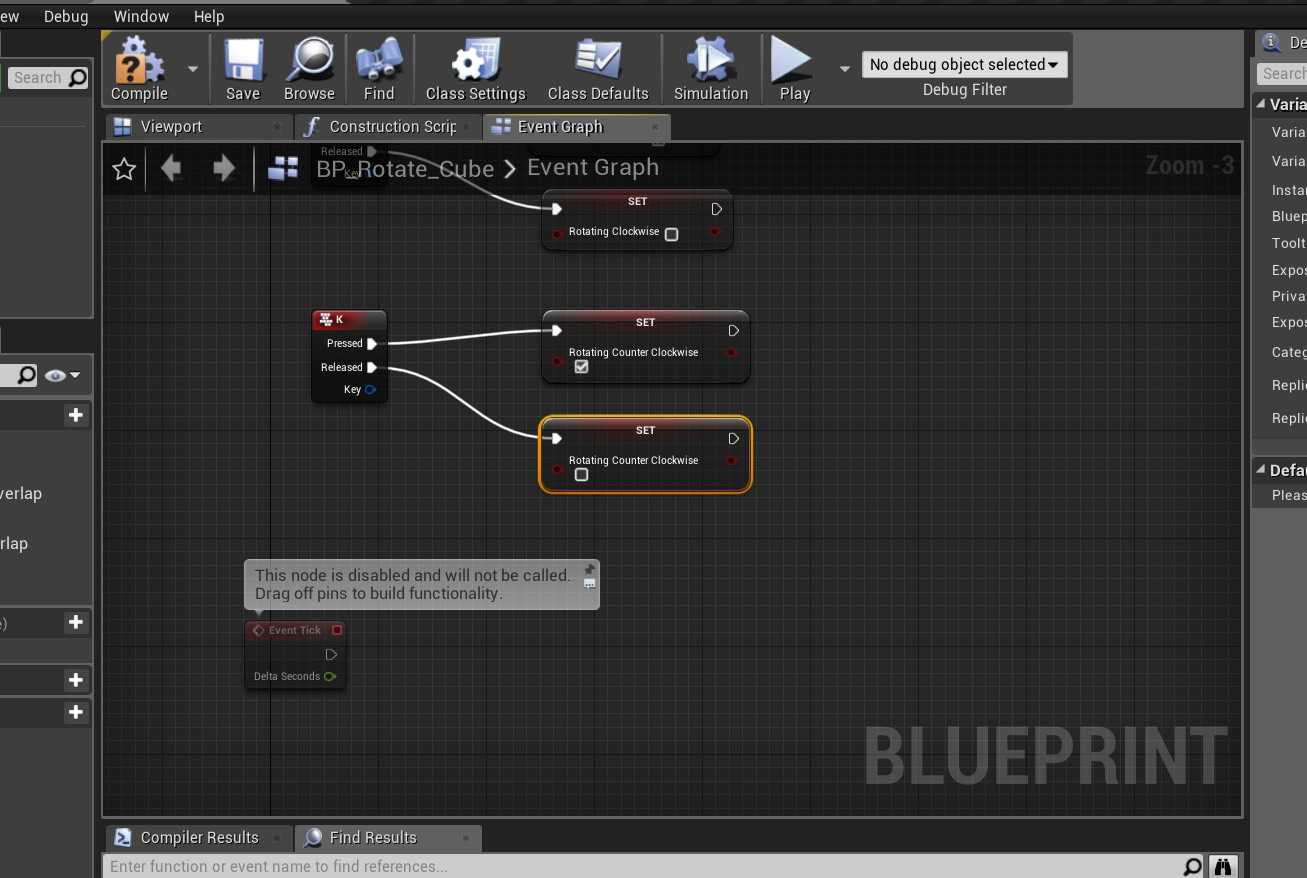 ew Debug Window Help
Search
Compile Save Browse Find Class Settings Class Defaults Simulation Play
No debug object selected
Debug Filter
De
Search
Viewport Construction Scrip Event Graph
BP_Rotate_Cube > Event Graph
Zoom -3
Released
Key
SET
Rotating Clockwise
K
Pressed
Released
Key
SET
Rotating Counter Clockwise
SET
Rotating Counter Clockwise
This node is disabled and will not be called.
Drag off pins to build functionality.
Event Tick
Delta Seconds
BLUEPRINT
verlap
rlap
e)
Varia
Varia
Varia
Instar
Bluep
Toolt
Expos
Priva
Expos
Categ
Replic
Replic
Defau
Pleas
Compiler Results Find Results
Enter function or event name to find references...